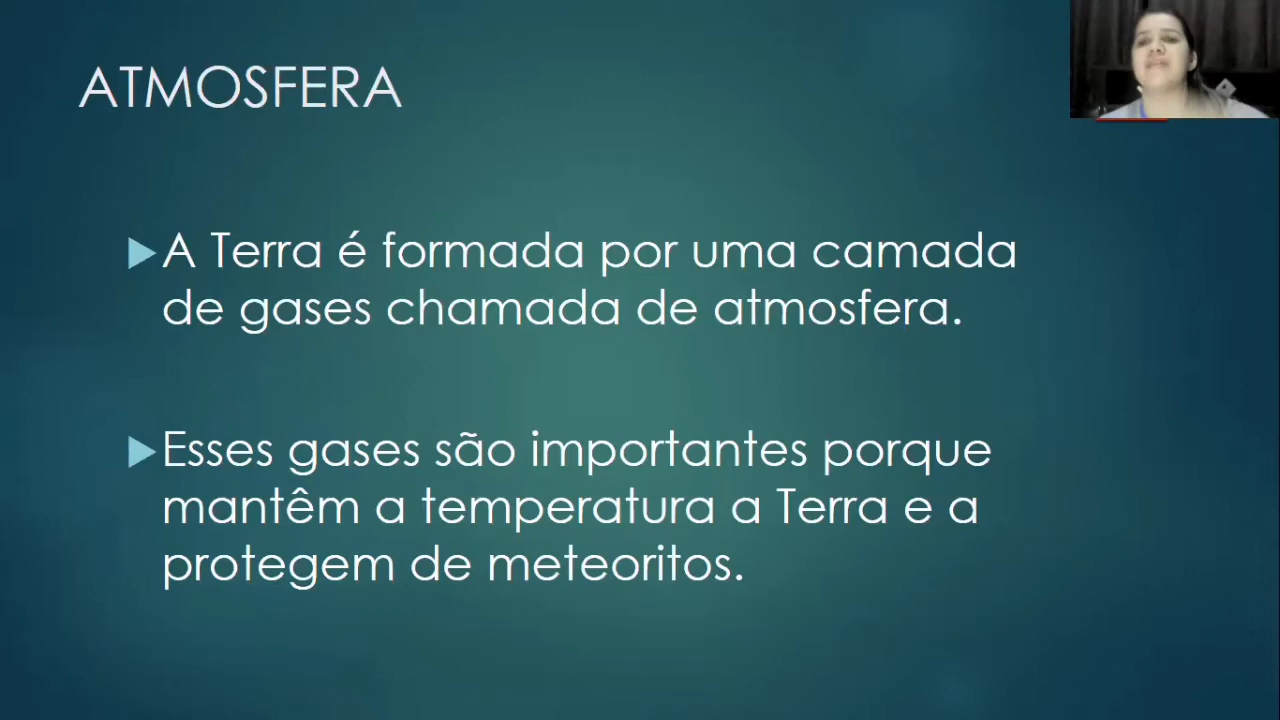 ATMOSFERA
A Terra é formada por uma camada
de gases chamada de atmosfera.
Esses gases são importantes porque
mantêm a temperatura a Terra e a
protegem de meteoritos.